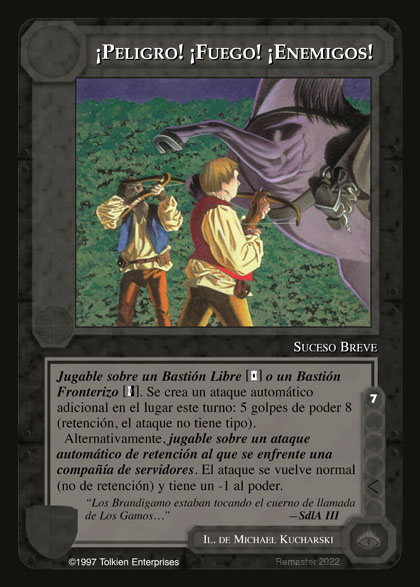 ¡Peligro! ¡Fuego! ¡Enemigos!
Suceso Breve
Jugable sobre un Bastión Libre [ ] o un Bastión
Fronterizo [ ]. Se crea un ataque automático
adicional en el lugar este turno: 5 golpes de poder 8
(retención, el ataque no tiene tipo).
Alternativamente, jugable sobre un ataque
automático de retención al que se enfrente una
compañía de servidores. El ataque se vuelve normal
(no de retención) y tiene un -1 al poder.
“Los Brandigamo estaban tocando el cuerno de llamada
de Los Gamos…” —SdlA III
7
Il. de Michael Kucharski
©1997 Tolkien Enterprises
Remaster 2022